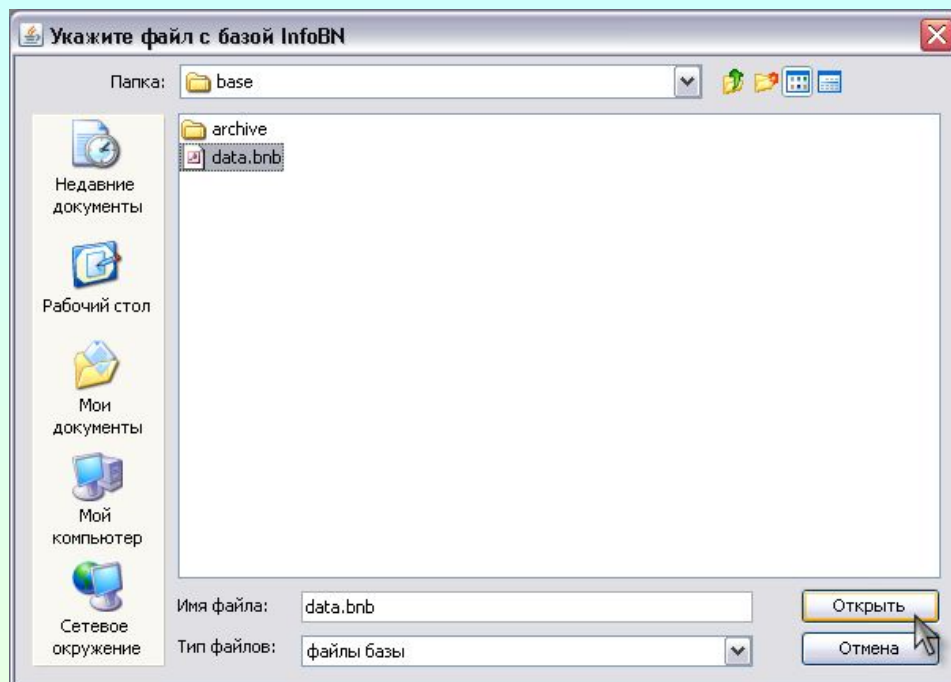 Укажите файл с базой InfoBN
Папка:
base
archive
data.bnb
Недавние
документы
Рабочий стол
Мои
документы
Мой
компьютер
Сетевое
окружение
Имя файла:
data.bnb
Открыть
Тип файлов:
файлы базы
Отмена